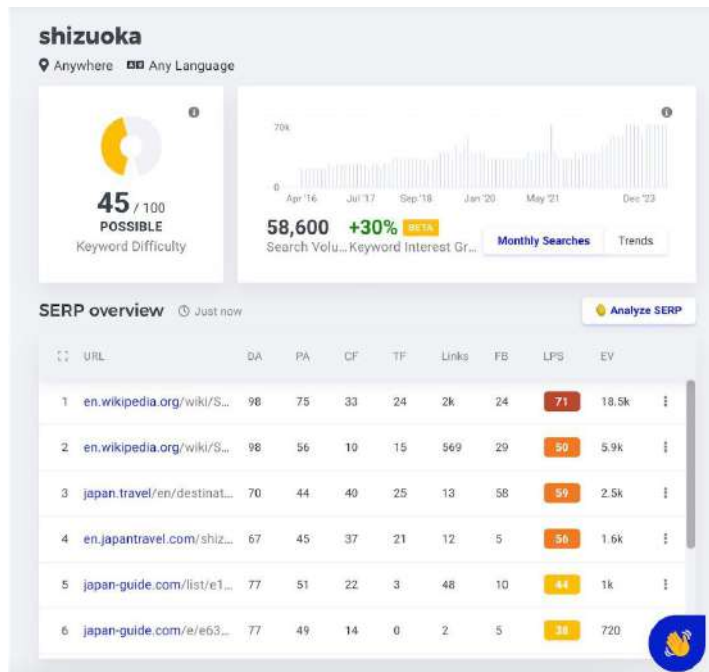 shizuoka
Anywhere Any Language
70k
0
Apr '16 Jul '17 Sep '18 Jan '20 May '21 Dec '23
45 / 100
POSSIBLE
Keyword Difficulty
58,600 +30% BETA
Search Volu... Keyword Interest Gr...
Monthly Searches Trends
SERP overview Just now
Analyze SERP
URL DA PA CF TF Links FB LPS EV
1 en.wikipedia.org/wiki/S... 98 75 33 24 2k 24 71 18.5k
2 en.wikipedia.org/wiki/S... 98 56 10 15 569 29 50 5.9k
3 japan.travel/en/destinat... 70 44 40 25 13 58 59 2.5k
4 en.japantravel.com/shiz... 67 45 37 21 12 5 56 1.6k
5 japan-guide.com/list/e1... 77 51 22 3 48 10 44 1k
6 japan-guide.com/e/e63... 77 49 14 0 2 5 38 720